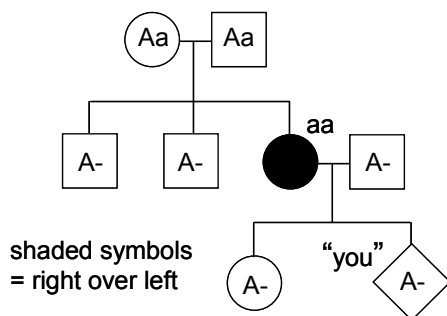 Aa Aa
aa
A- A- A-
shaded symbols
= right over left
“you”
A- A-